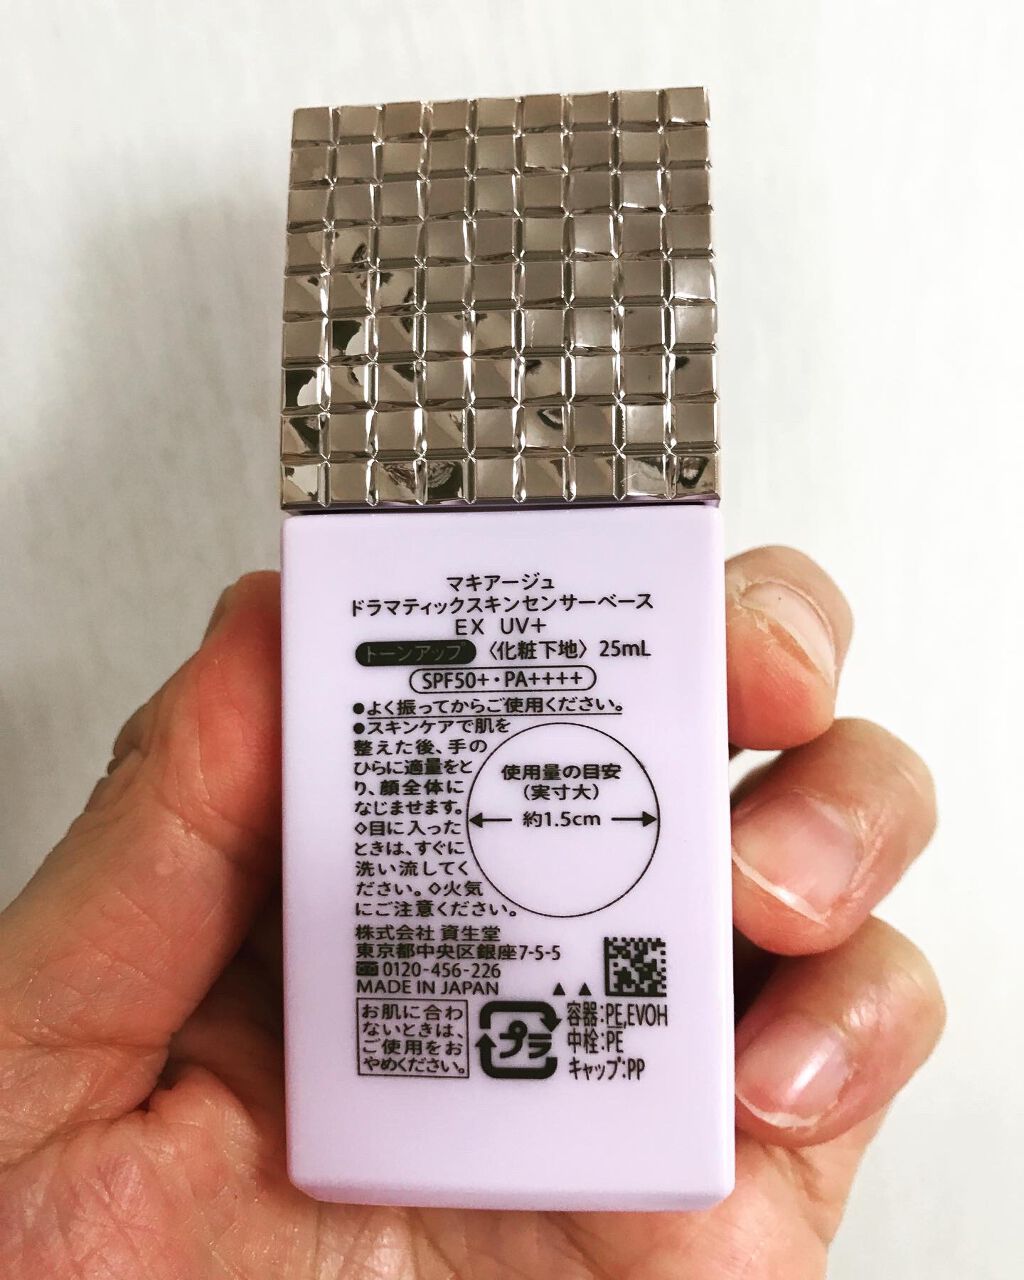 マキアージュ
ドラマティックスキンセンサーベース
EX UV+
トーンアップ 〈化粧下地〉 25mL
SPF50+・PA++++
●よく振ってからご使用ください。
●スキンケアで肌を
整えた後、手の
ひらに適量をと
り、顔全体に
なじませます。
◇目に入った
ときは、すぐに
洗い流してく
ださい。◇火気
にご注意ください。
使用量の目安
(実寸大)
約1.5cm
株式会社 資生堂
東京都中央区銀座7-5-5
0120-456-226
MADE IN JAPAN
お肌に合わ
ないときは、
ご使用をお
やめください。
プラ
容器:PE,EVOH
中栓:PE
キャップ:PP